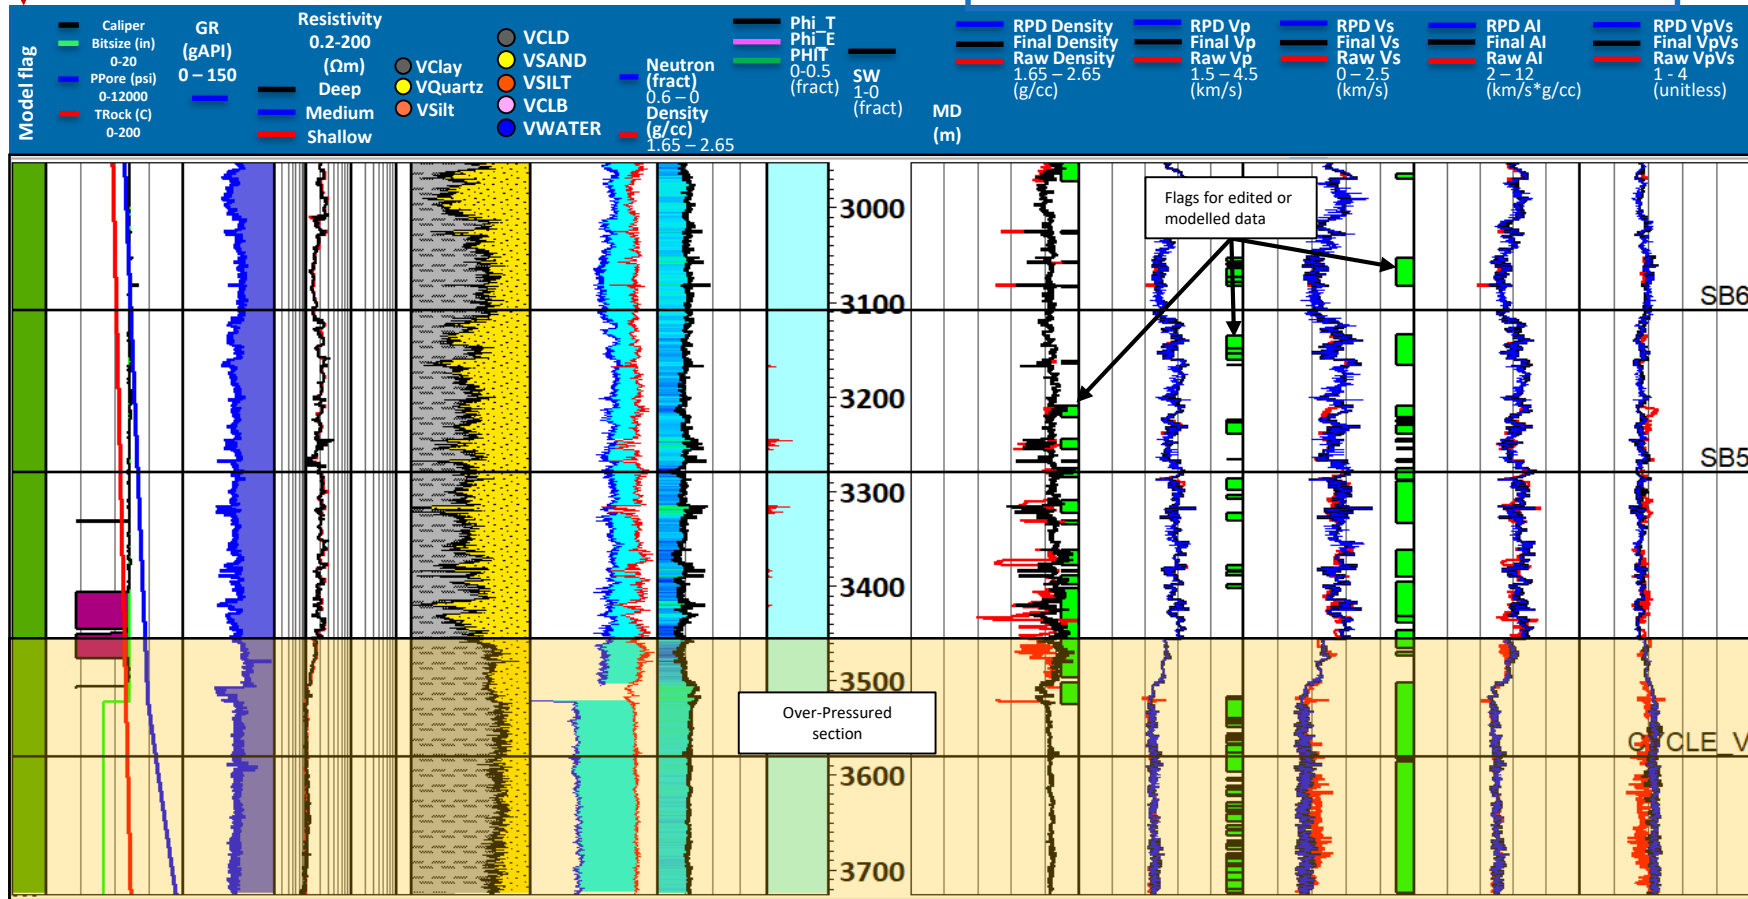 Model flag
Caliper
Bitsize (in)
0-20
PPore (psi)
0-12000
TRock (C)
0-200
GR
(gAPI)
0 – 150
Resistivity
0.2-200
(Ωm)
Deep
Medium
Shallow
VClay
VQuartz
VSilt
VCLD
VSAND
VSILT
VCLB
VWATER
Neutron
(fract)
0.6 – 0
Density
(g/cc)
1.65 – 2.65
Phi_T
Phi_E
PHIT
0-0.5
(fract)
SW
1-0
(fract)
MD
(m)
RPD Density
Final Density
Raw Density
1.65 – 2.65
(g/cc)
RPD Vp
Final Vp
Raw Vp
1.5 – 4.5
(km/s)
RPD Vs
Final Vs
Raw Vs
0 – 2.5
(km/s)
RPD AI
Final AI
Raw AI
2 – 12
(km/s*g/cc)
RPD VpVs
Final VpVs
Raw VpVs
1 - 4
(unitless)
Flags for edited or
modelled data
3000
3100
SB6
3200
SB5
3300
3400
3500
Over-Pressured
section
CYCLE_V
3600
3700